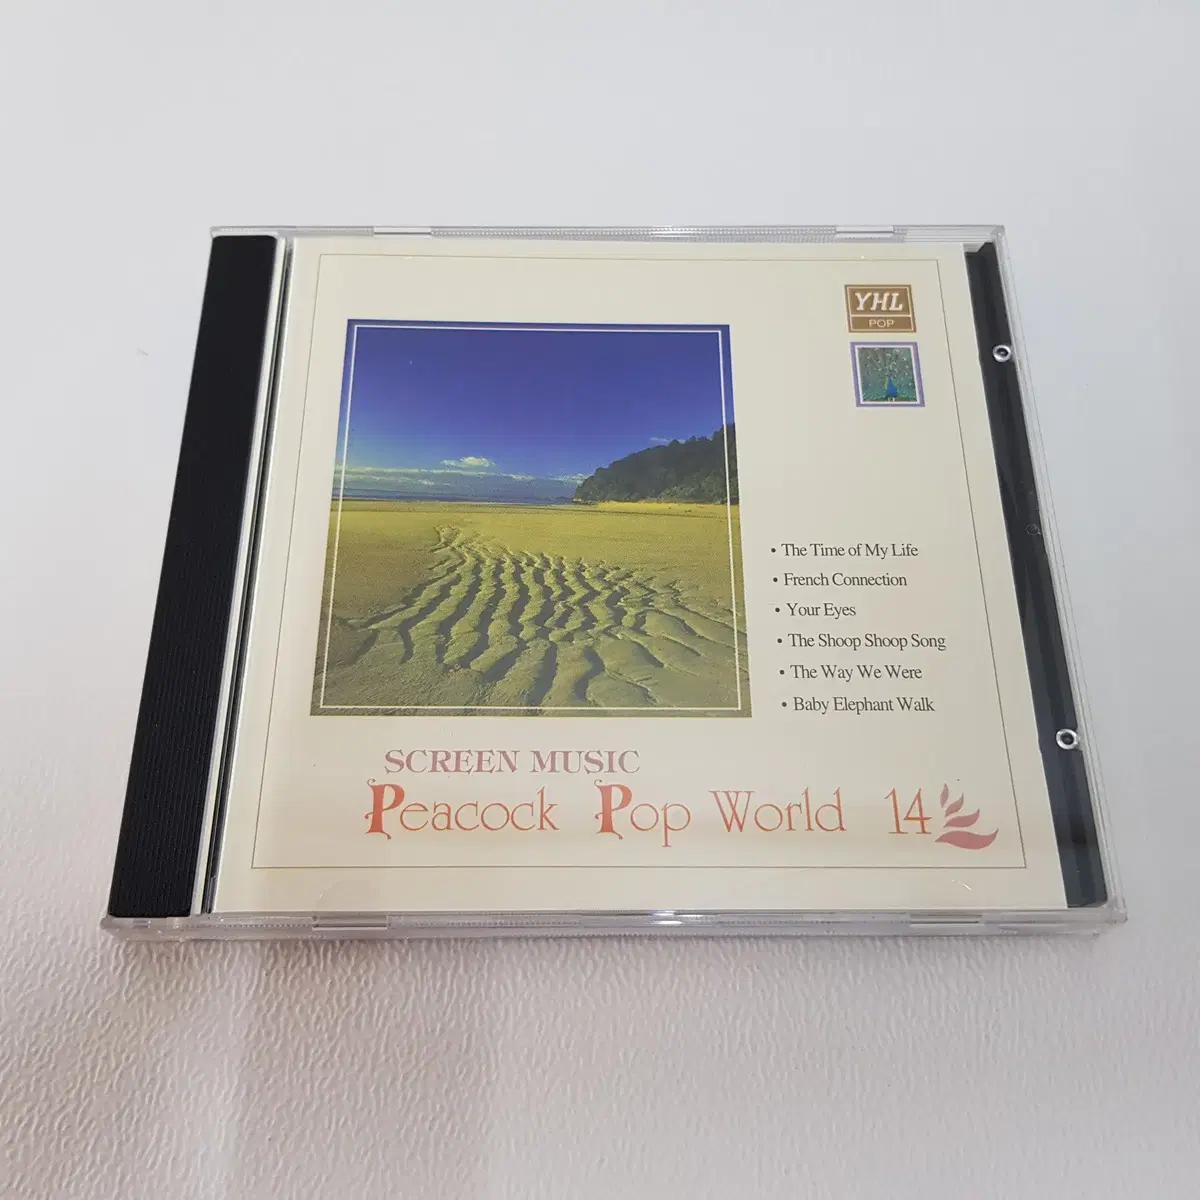 YHL
POP
• The Time of My Life
• French Connection
• Your Eyes
• The Shoop Shoop Song
• The Way We Were
• Baby Elephant Walk
SCREEN MUSIC
Peacock Pop World 14